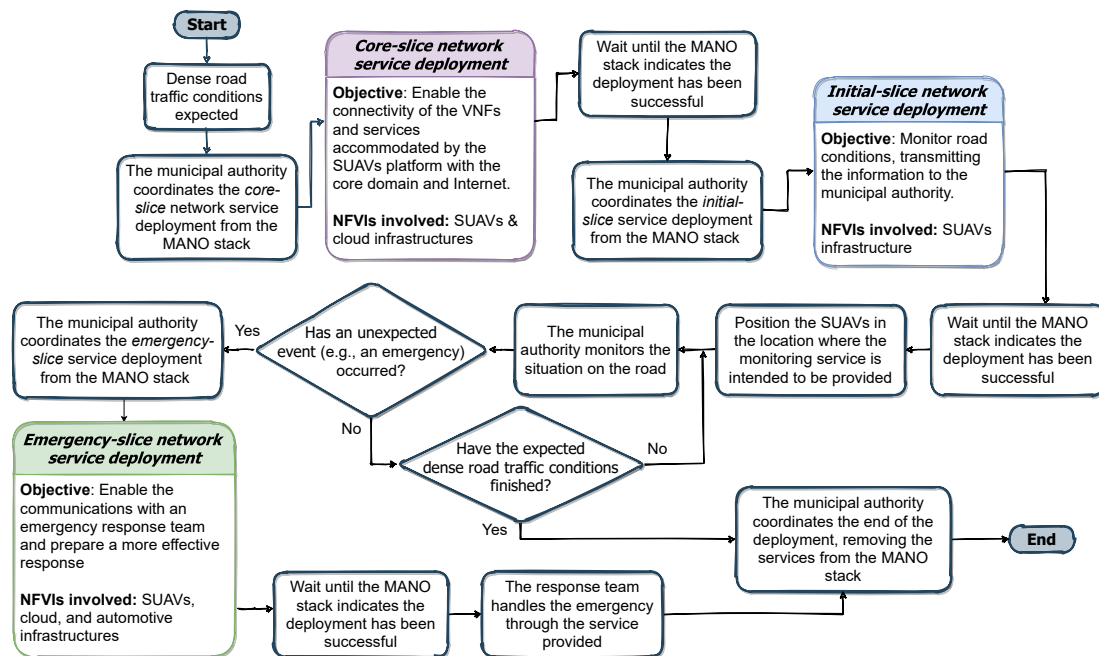 Start
Dense road
traffic conditions
expected
The municipal authority
coordinates the core-
slice network service
deployment from the
MANO stack
Core-slice network
service deployment
Objective: Enable the
connectivity of the VNFs
and services
accommodated by the
SUAVs platform with the
core domain and Internet.
NFVIs involved: SUAVs &
cloud infrastructures
Wait until the MANO
stack indicates the
deployment has been
successful
The municipal authority
coordinates the initial-
slice service deployment
from the MANO stack
Initial-slice network
service deployment
Objective: Monitor road
conditions, transmitting
the information to the
municipal authority.
NFVIs involved: SUAVs
infrastructure
Wait until the MANO
stack indicates the
deployment has been
successful
Position the SUAVs in
the location where the
monitoring service is
intended to be provided
The municipal
authority monitors the
situation on the road
Has an unexpected
event (e.g., an emergency)
occurred?
Yes
No
The municipal authority
coordinates the emergency-
slice service deployment
from the MANO stack
Have the expected
dense road traffic conditions
finished?
No
Yes
Emergency-slice network
service deployment
Objective: Enable the
communications with an
emergency response team
and prepare a more effective
response
NFVIs involved: SUAVs,
cloud, and automotive
infrastructures
Wait until the MANO
stack indicates the
deployment has been
successful
The response team
handles the emergency
through the service
provided
The municipal authority
coordinates the end of the
deployment, removing the
services from the MANO
stack
End